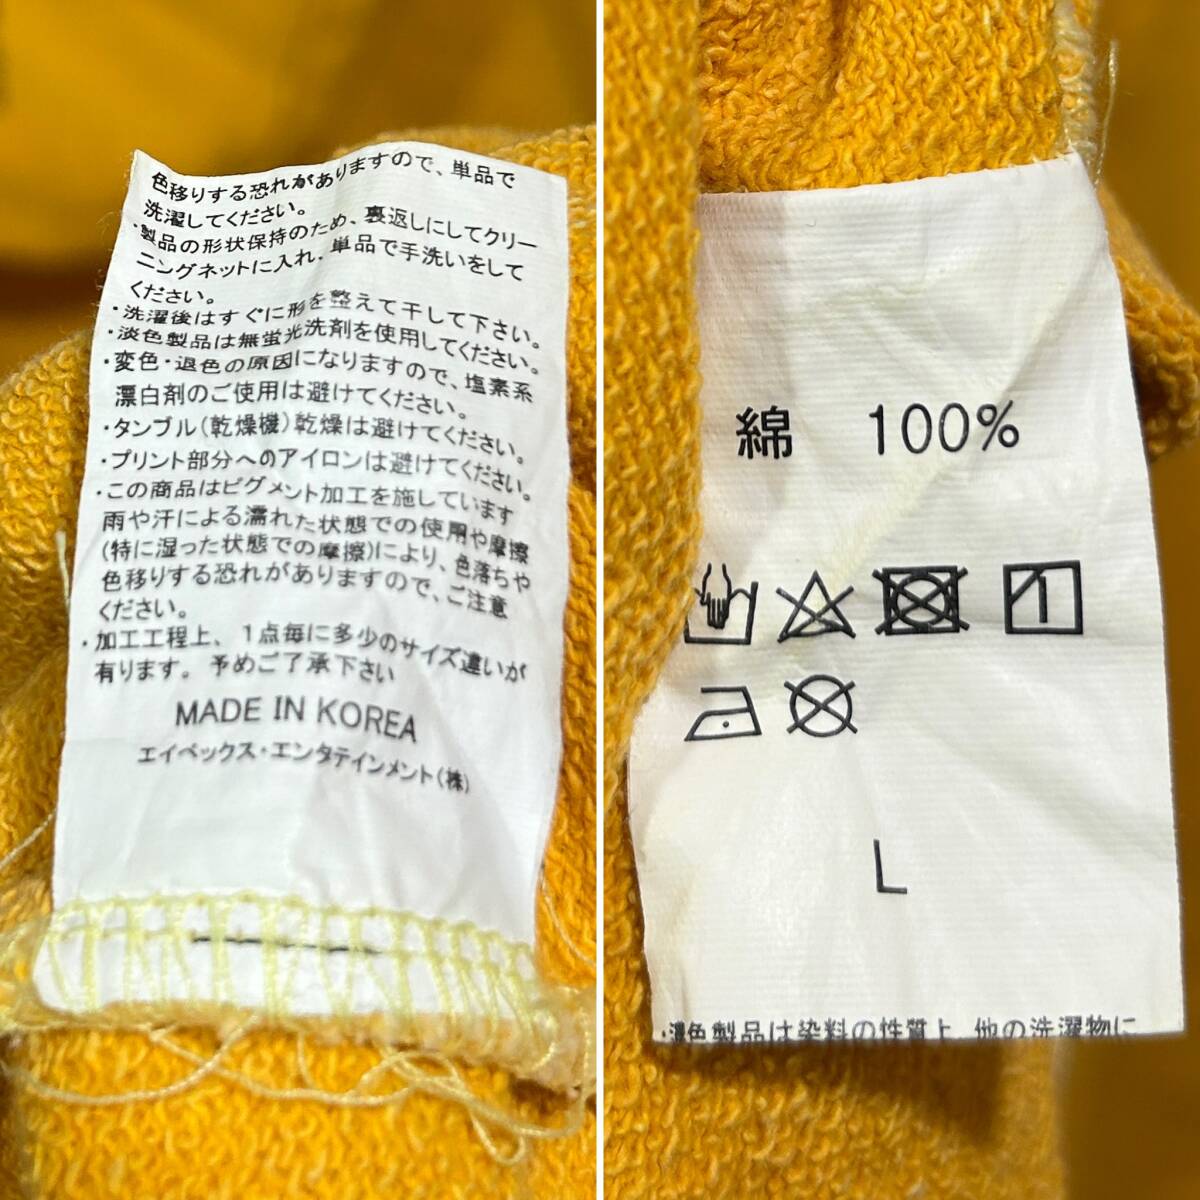 色移りする恐れがありますので、単品で
洗濯してください。
・製品の形状保持のため、裏返しにしてクリー
ニングネットに入れ、単品で手洗いをして
ください。
・洗濯後はすぐに形を整えて干して下さい。
・淡色製品は無蛍光洗剤を使用してください。
・変色・退色の原因になりますので、塩素系
漂白剤のご使用は避けてください。
・タンブル(乾燥機)乾燥は避けてください。
・プリント部分へのアイロンは避けてください。
・この商品はピグメント加工を施しています
雨や汗による濡れた状態での使用や摩擦
(特に湿った状態での摩擦)により、色落ちや
色移りする恐れがありますので、ご注意
ください。
・加工工程上、1点毎に多少のサイズ違いが
有ります。予めご了承下さい
MADE IN KOREA
エイベックス・エンタテインメント(株)
綿 100%
L
・濃色製品は染料の性質上、他の洗濯物に